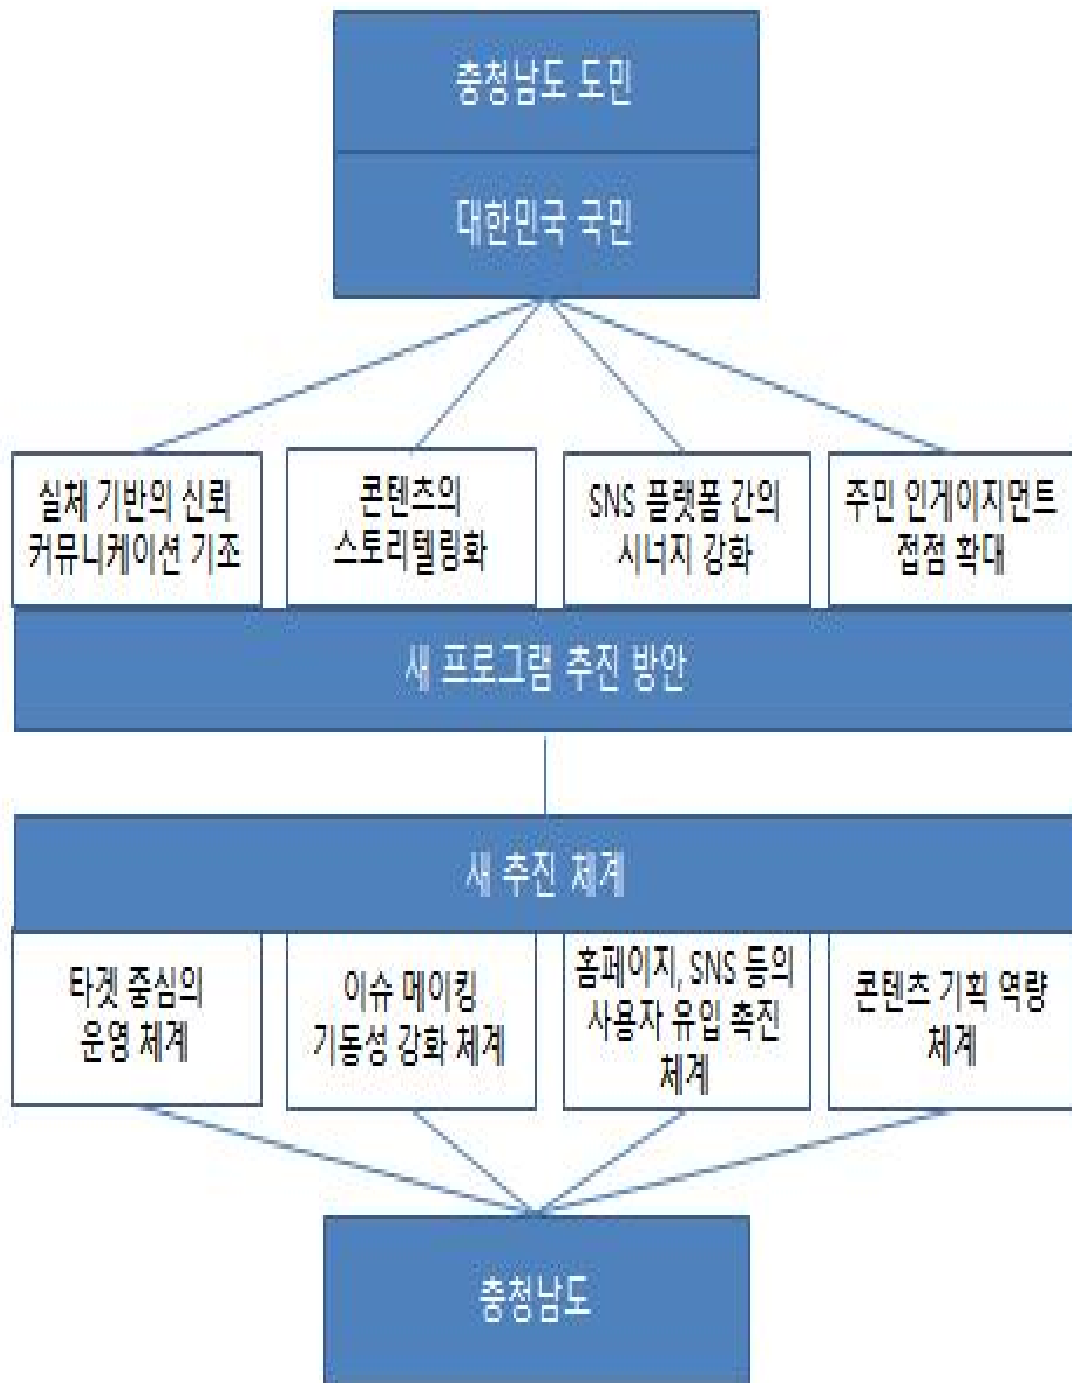 충청남도 도민
대한민국 국민
실체 기반의 신뢰
커뮤니케이션 기조
콘텐츠의
스토리텔링화
SNS 플랫폼 간의
시너지 강화
주민 인게이지먼트
접점 확대
새 프로그램 추진 방안
새 추진 체계
타겟 중심의
운영 체계
이슈 메이킹
기동성 강화 체계
홈페이지, SNS 등의
사용자 유입 촉진
체계
콘텐츠 기획 역량
체계
충청남도